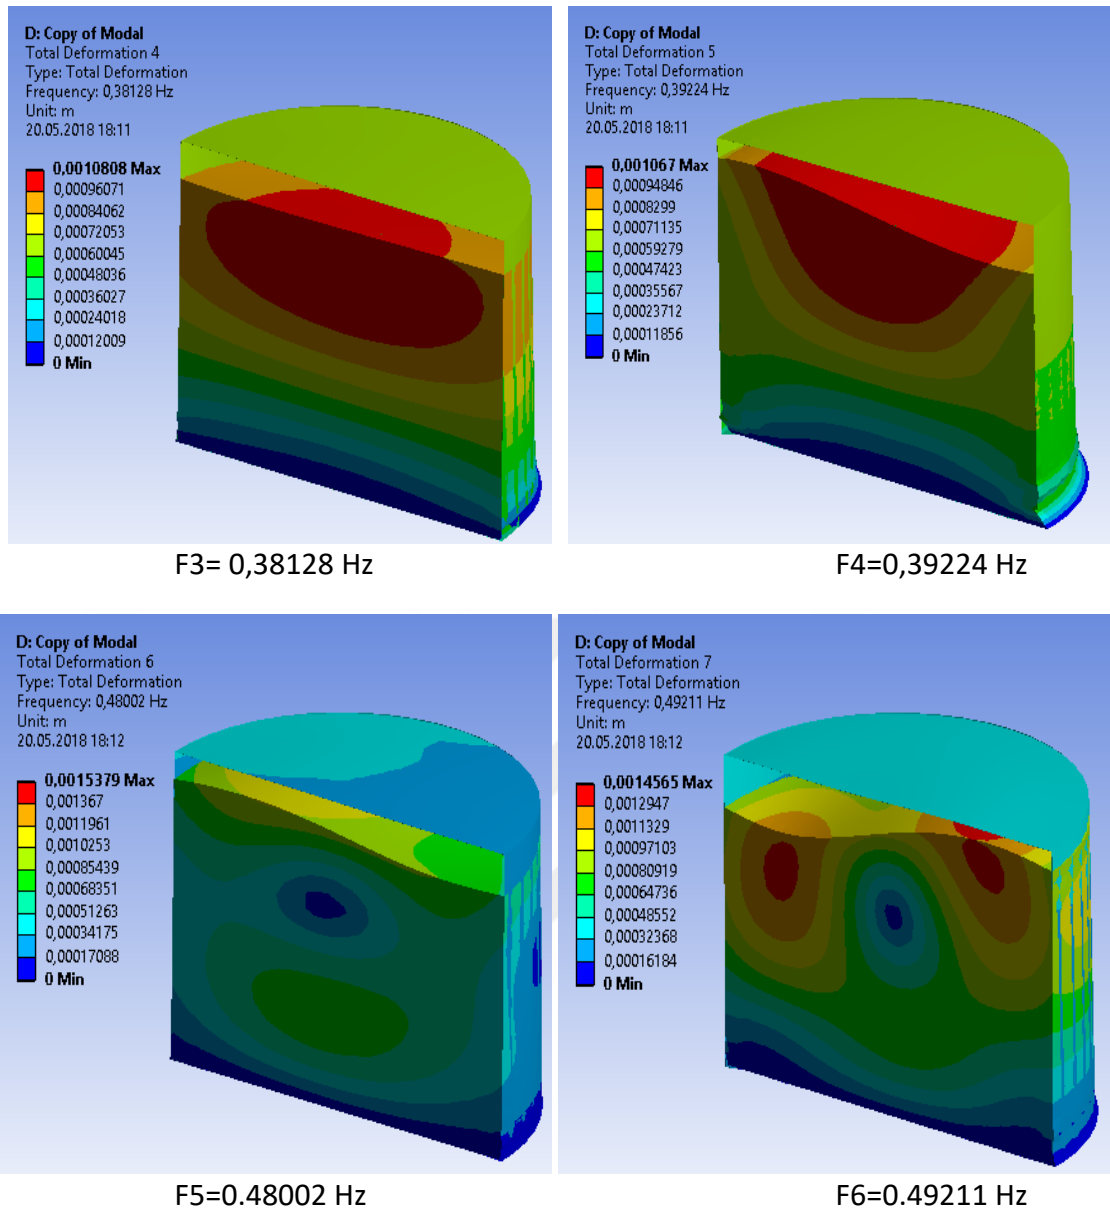 D: Copy of Modal
Total Deformation 4
Type: Total Deformation
Frequency: 0,38128 Hz
Unit: m
20.05.2018 18:11
0,0010808 Max
0,00096071
0,00084062
0,00072053
0,00060045
0,00048036
0,00036027
0,00024018
0,00012009
0 Min
D: Copy of Modal
Total Deformation 5
Type: Total Deformation
Frequency: 0,39224 Hz
Unit: m
20.05.2018 18:11
0,001067 Max
0,00094846
0,0008299
0,00071135
0,00059279
0,00047423
0,00035567
0,00023712
0,00011856
0 Min
F3= 0,38128 Hz
F4=0,39224 Hz
D: Copy of Modal
Total Deformation 6
Type: Total Deformation
Frequency: 0,48002 Hz
Unit: m
20.05.2018 18:12
0,0015379 Max
0,001367
0,0011961
0,0010253
0,00085439
0,00068351
0,00051263
0,00034175
0,00017088
0 Min
D: Copy of Modal
Total Deformation 7
Type: Total Deformation
Frequency: 0,49211 Hz
Unit: m
20.05.2018 18:12
0,0014565 Max
0,0012947
0,0011329
0,00097103
0,00080919
0,00064736
0,00048552
0,00032368
0,00016184
0 Min
F5=0.48002 Hz
F6=0.49211 Hz